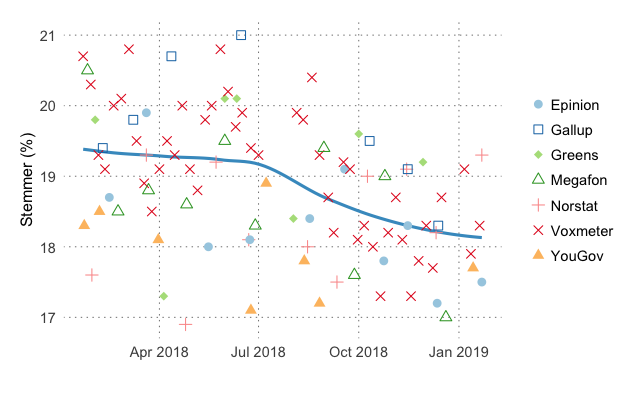 21
20
19
18
17
Stemmer (%)
Apr 2018
Jul 2018
Oct 2018
Jan 2019
Epinion
Gallup
Greens
Megafon
Norstat
Voxmeter
YouGov